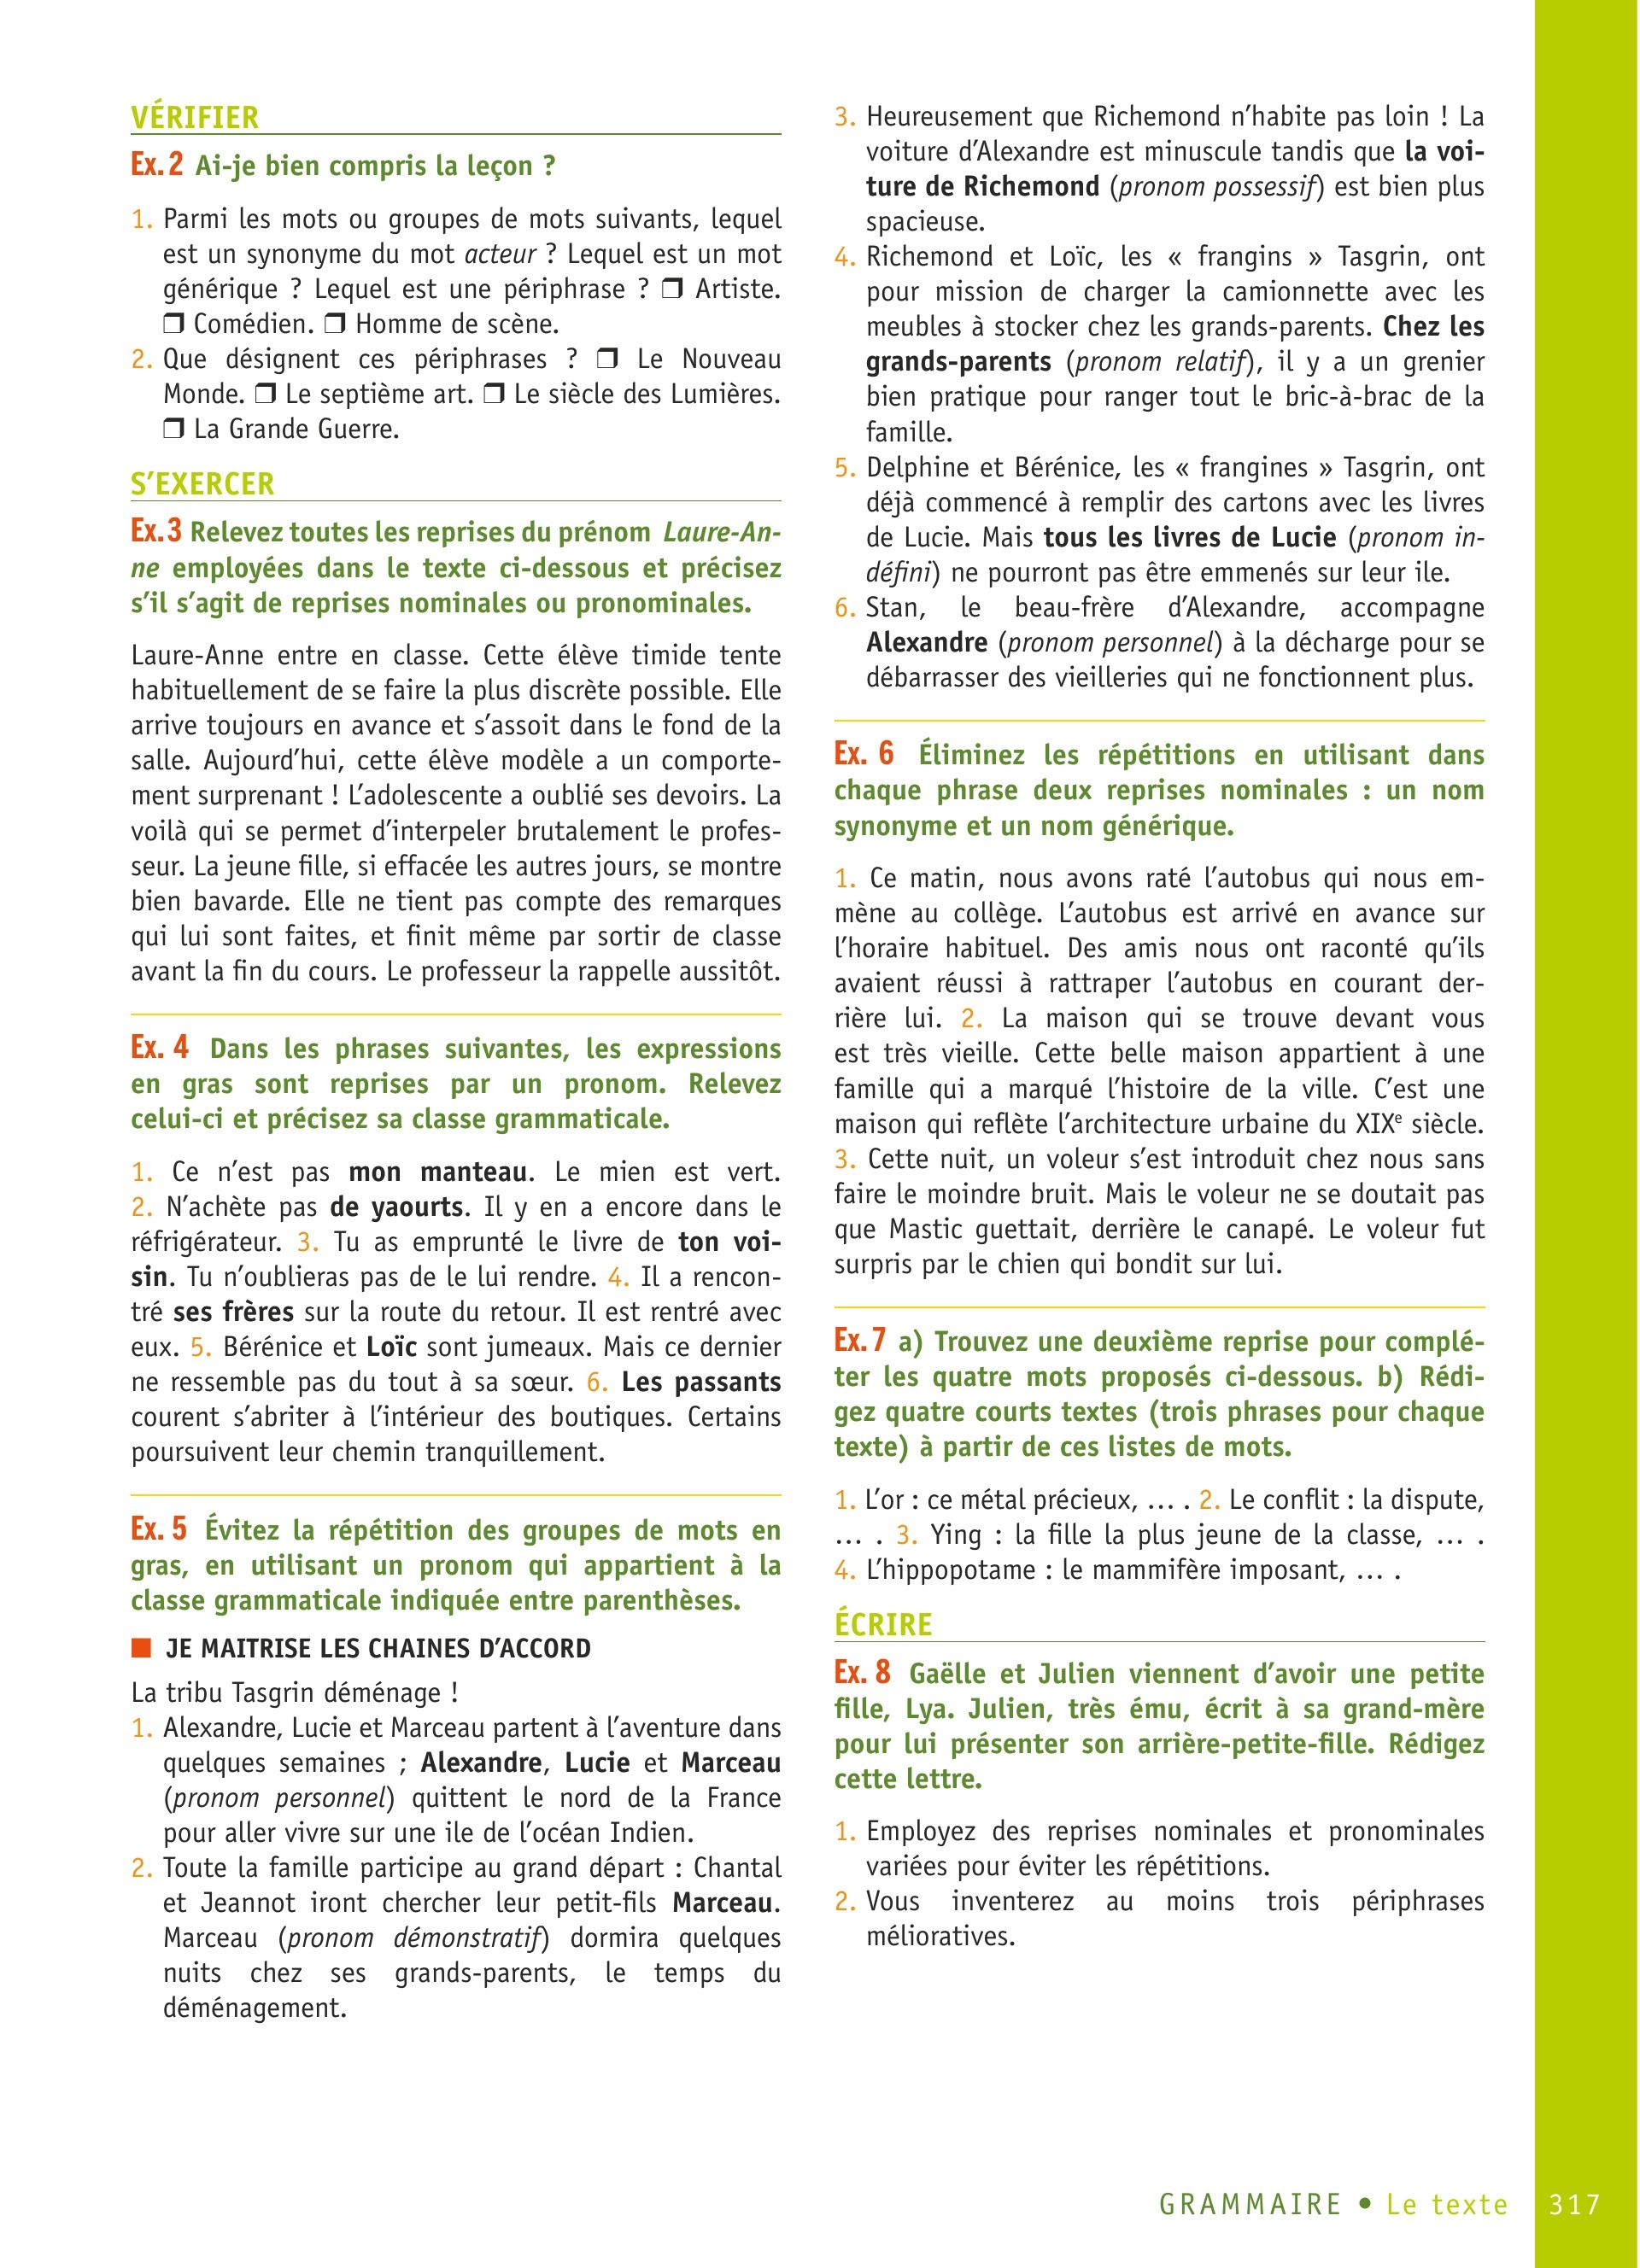 VÉRIFIER
Ex. 2 Ai-je bien compris la leçon ?
1. Parmi les mots ou groupes de mots suivants, lequel
est un synonyme du mot acteur ? Lequel est un mot
générique ? Lequel est une périphrase ? ❒ Artiste.
❒ Comédien. ❒ Homme de scène.
2. Que désignent ces périphrases ? ❒ Le Nouveau
Monde. ❒ Le septième art. ❒ Le siècle des Lumières.
❒ La Grande Guerre.
S’EXERCER
Ex. 3 Relevez toutes les reprises du prénom Laure-An-
ne employées dans le texte ci-dessous et précisez
s’il s’agit de reprises nominales ou pronominales.
Laure-Anne entre en classe. Cette élève timide tente
habituellement de se faire la plus discrète possible. Elle
arrive toujours en avance et s’assoit dans le fond de la
salle. Aujourd’hui, cette élève modèle a un comporte-
ment surprenant ! L’adolescente a oublié ses devoirs. La
voilà qui se permet d’interpeler brutalement le profes-
seur. La jeune fille, si effacée les autres jours, se montre
bien bavarde. Elle ne tient pas compte des remarques
qui lui sont faites, et finit même par sortir de classe
avant la fin du cours. Le professeur la rappelle aussitôt.
Ex. 4 Dans les phrases suivantes, les expressions
en gras sont reprises par un pronom. Relevez
celui-ci et précisez sa classe grammaticale.
1. Ce n’est pas mon manteau. Le mien est vert.
2. N’achète pas de yaourts. Il y en a encore dans le
réfrigérateur. 3. Tu as emprunté le livre de ton voi-
sin. Tu n’oublieras pas de le lui rendre. 4. Il a rencon-
tré ses frères sur la route du retour. Il est rentré avec
eux. 5. Bérénice et Loïc sont jumeaux. Mais ce dernier
ne ressemble pas du tout à sa sœur. 6. Les passants
courent s’abriter à l’intérieur des boutiques. Certains
poursuivent leur chemin tranquillement.
Ex. 5 Évitez la répétition des groupes de mots en
gras, en utilisant un pronom qui appartient à la
classe grammaticale indiquée entre parenthèses.
■ JE MAITRISE LES CHAINES D’ACCORD
La tribu Tasgrin déménage !
1. Alexandre, Lucie et Marceau partent à l’aventure dans
quelques semaines ; Alexandre, Lucie et Marceau
(pronom personnel) quittent le nord de la France
pour aller vivre sur une ile de l’océan Indien.
2. Toute la famille participe au grand départ : Chantal
et Jeannot iront chercher leur petit-fils Marceau.
Marceau (pronom démonstratif) dormira quelques
nuits chez ses grands-parents, le temps du
déménagement.
3. Heureusement que Richemond n’habite pas loin ! La
voiture d’Alexandre est minuscule tandis que la voi-
ture de Richemond (pronom possessif) est bien plus
spacieuse.
4. Richemond et Loïc, les « frangins » Tasgrin, ont
pour mission de charger la camionnette avec les
meubles à stocker chez les grands-parents. Chez les
grands-parents (pronom relatif), il y a un grenier
bien pratique pour ranger tout le bric-à-brac de la
famille.
5. Delphine et Bérénice, les « frangines » Tasgrin, ont
déjà commencé à remplir des cartons avec les livres
de Lucie. Mais tous les livres de Lucie (pronom in-
défini) ne pourront pas être emmenés sur leur ile.
6. Stan, le beau-frère d’Alexandre, accompagne
Alexandre (pronom personnel) à la décharge pour se
débarrasser des vieilleries qui ne fonctionnent plus.
Ex. 6 Éliminez les répétitions en utilisant dans
chaque phrase deux reprises nominales : un nom
synonyme et un nom générique.
1. Ce matin, nous avons raté l’autobus qui nous em-
mène au collège. L’autobus est arrivé en avance sur
l’horaire habituel. Des amis nous ont raconté qu’ils
avaient réussi à rattraper l’autobus en courant der-
rière lui. 2. La maison qui se trouve devant vous
est très vieille. Cette belle maison appartient à une
famille qui a marqué l’histoire de la ville. C’est une
maison qui reflète l’architecture urbaine du XIXe siècle.
3. Cette nuit, un voleur s’est introduit chez nous sans
faire le moindre bruit. Mais le voleur ne se doutait pas
que Mastic guettait, derrière le canapé. Le voleur fut
surpris par le chien qui bondit sur lui.
Ex. 7 a) Trouvez une deuxième reprise pour complé-
ter les quatre mots proposés ci-dessous. b) Rédi-
gez quatre courts textes (trois phrases pour chaque
texte) à partir de ces listes de mots.
1. L’or : ce métal précieux, … . 2. Le conflit : la dispute,
… . 3. Ying : la fille la plus jeune de la classe, … .
4. L’hippopotame : le mammifère imposant, … .
ÉCRIRE
Ex. 8 Gaëlle et Julien viennent d’avoir une petite
fille, Lya. Julien, très ému, écrit à sa grand-mère
pour lui présenter son arrière-petite-fille. Rédigez
cette lettre.
1. Employez des reprises nominales et pronominales
variées pour éviter les répétitions.
2. Vous inventerez au moins trois périphrases
mélioratives.
GRAMMAIRE • Le texte 317